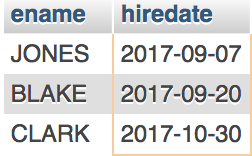 ename hiredate
JONES 2017-09-07
BLAKE 2017-09-20
CLARK 2017-10-30